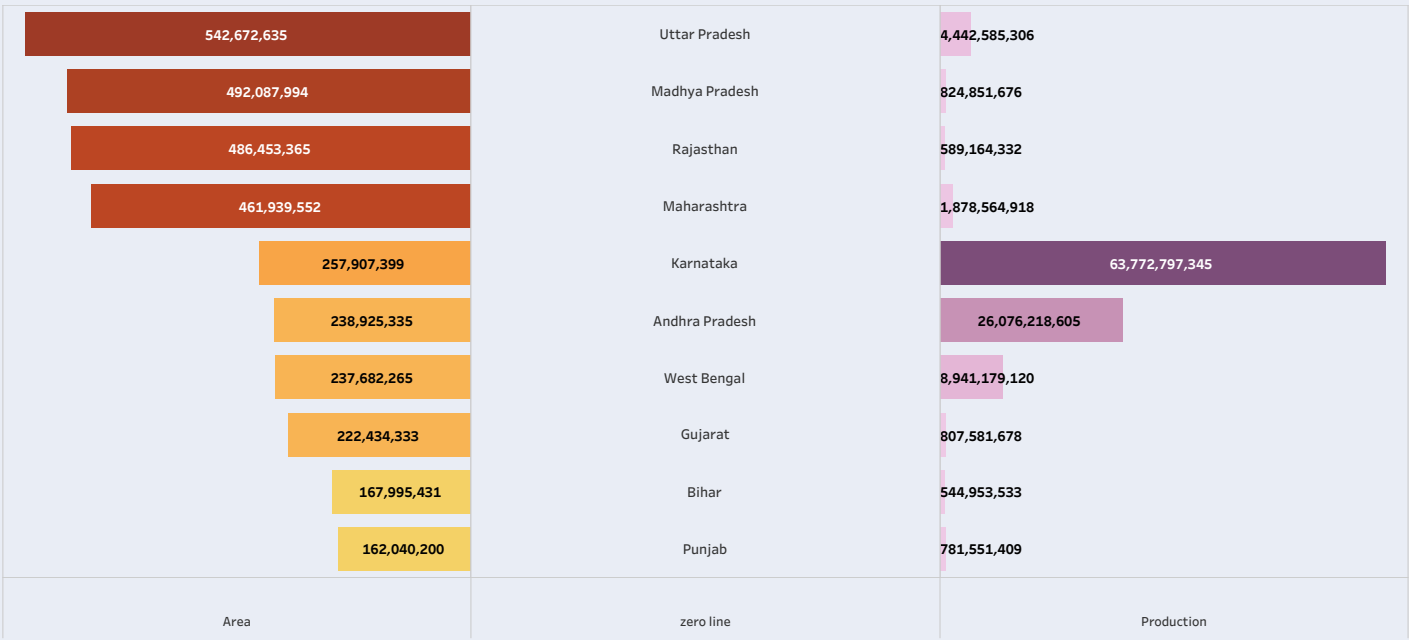 542,672,635 Uttar Pradesh 4,442,585,306
492,087,994 Madhya Pradesh 824,851,676
486,453,365 Rajasthan 589,164,332
461,939,552 Maharashtra 1,878,564,918
257,907,399 Karnataka 63,772,797,345
238,925,335 Andhra Pradesh 26,076,218,605
237,682,265 West Bengal 8,941,179,120
222,434,333 Gujarat 807,581,678
167,995,431 Bihar 544,953,533
162,040,200 Punjab 781,551,409
Area zero line Production